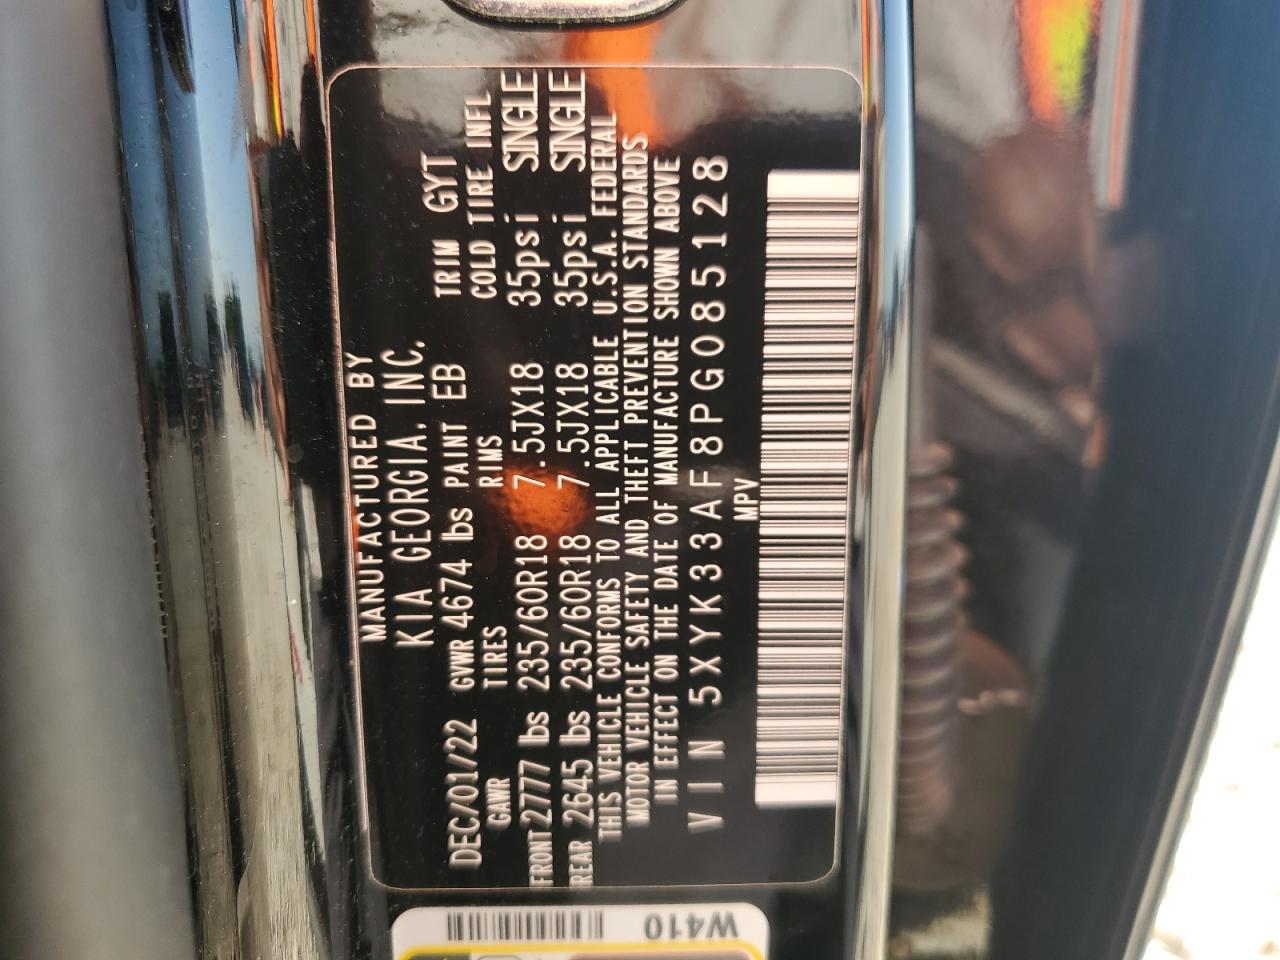 MANUFACTURED BY
KIA GEORGIA, INC.
DEC/01/22 GVWR 4674 lbs PAINT EB TRIM GYT
GAWR TIRES RIMS COLD TIRE INFL
FRONT 2777 lbs 235/60R18 7.5JX18 35psi SINGLE
REAR 2645 lbs 235/60R18 7.5JX18 35psi SINGLE
THIS VEHICLE CONFORMS TO ALL APPLICABLE U.S.A. FEDERAL
MOTOR VEHICLE SAFETY AND THEFT PREVENTION STANDARDS
IN EFFECT ON THE DATE OF MANUFACTURE SHOWN ABOVE
VIN 5XYK33AF8PG085128
MPV
W410